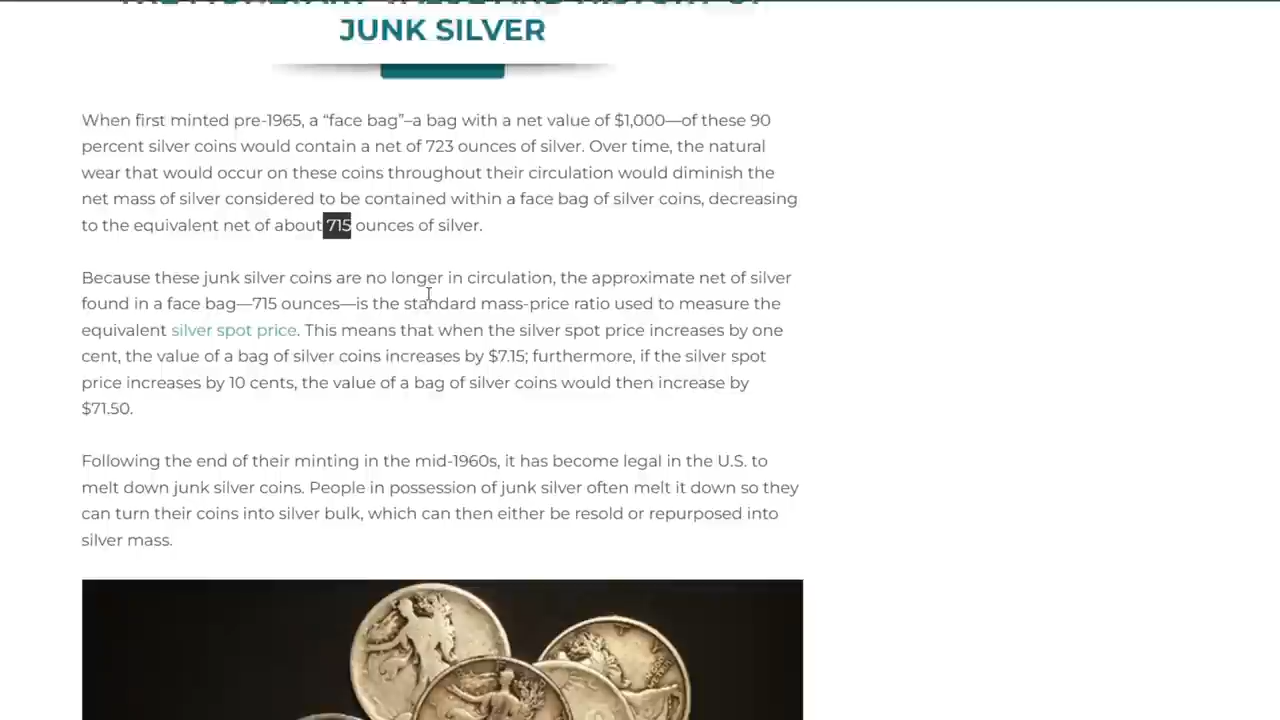 JUNK SILVER
When first minted pre-1965, a “face bag”–a bag with a net value of $1,000—of these 90
percent silver coins would contain a net of 723 ounces of silver. Over time, the natural
wear that would occur on these coins throughout their circulation would diminish the
net mass of silver considered to be contained within a face bag of silver coins, decreasing
to the equivalent net of about 715 ounces of silver.
Because these junk silver coins are no longer in circulation, the approximate net of silver
found in a face bag—715 ounces—is the standard mass-price ratio used to measure the
equivalent silver spot price. This means that when the silver spot price increases by one
cent, the value of a bag of silver coins increases by $7.15; furthermore, if the silver spot
price increases by 10 cents, the value of a bag of silver coins would then increase by
$71.50.
Following the end of their minting in the mid-1960s, it has become legal in the U.S. to
melt down junk silver coins. People in possession of junk silver often melt it down so they
can turn their coins into silver bulk, which can then either be resold or repurposed into
silver mass.